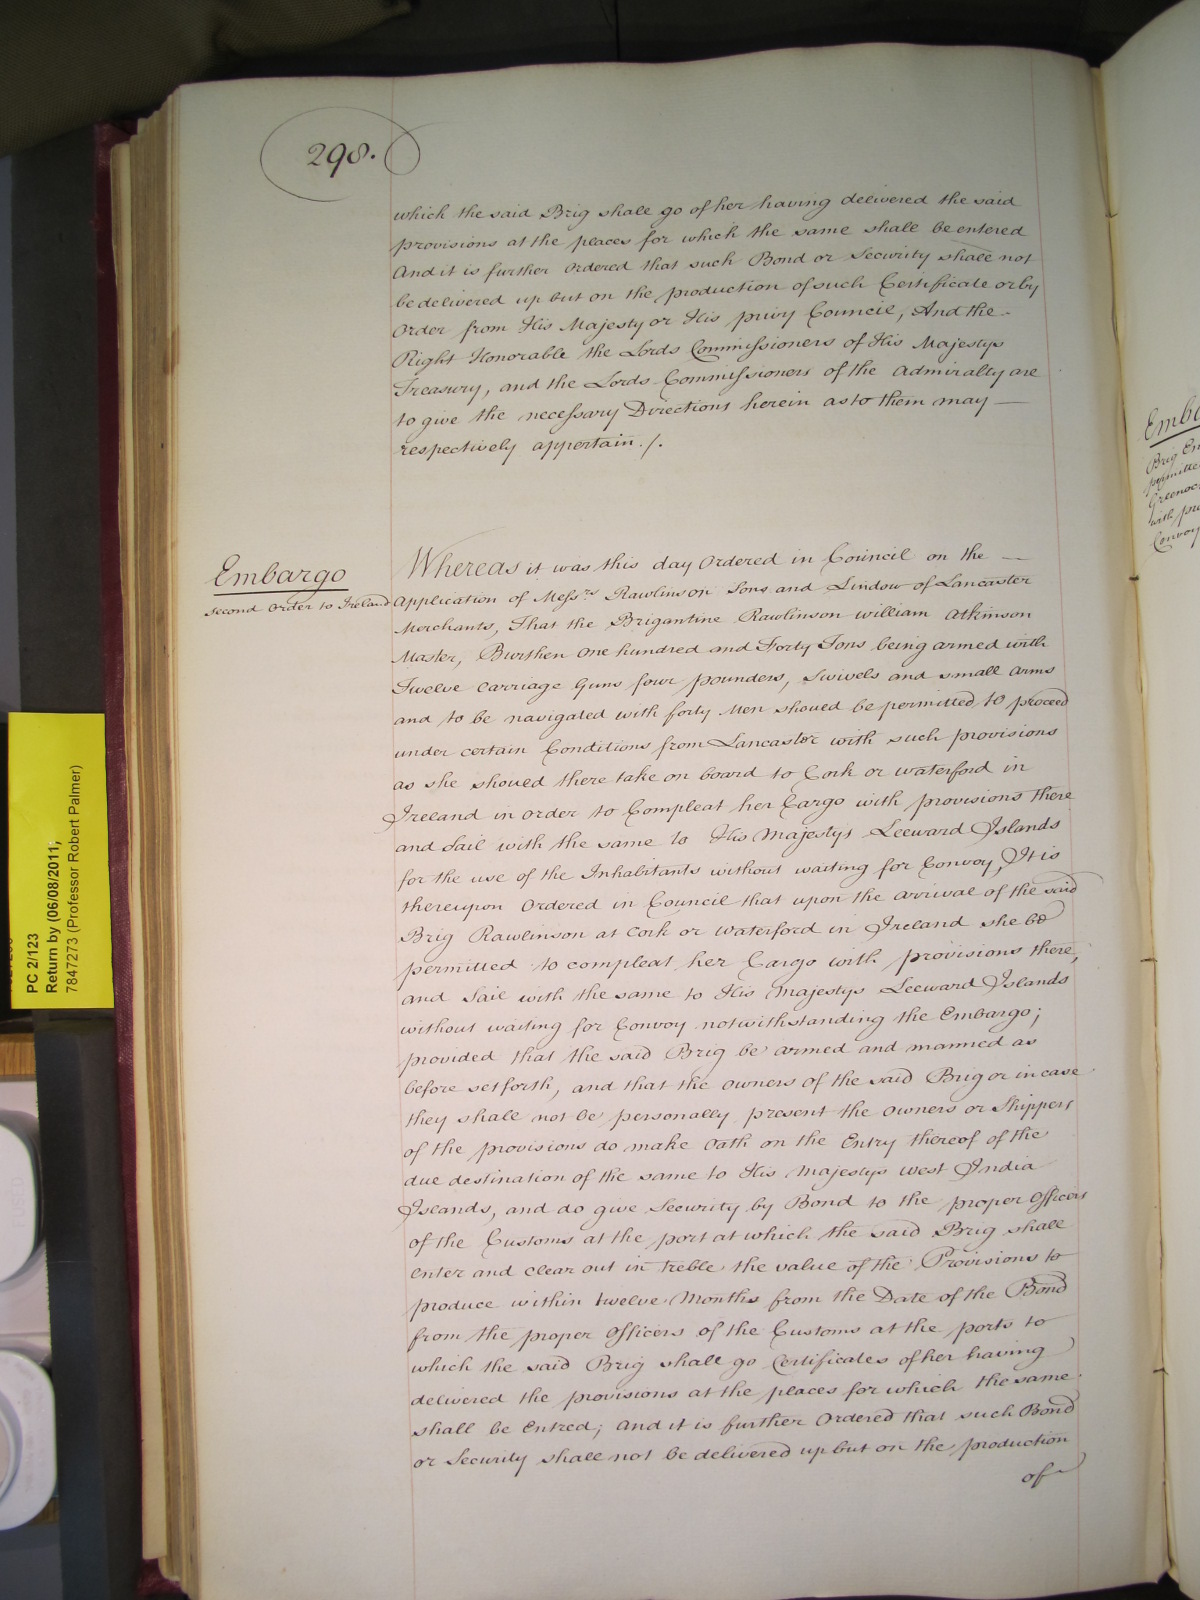 298.
which the said Brig shall go of her having delivered the said
provisions at the places for which the same shall be entered
And it is further ordered that such Bond or Security shall not
be delivered up but on the production of such Certificate or by
Order from His Majesty or His privy Council, And the -
Right Honorable the Lords Commissioners of His Majestys
Treasury, and the Lords Commissioners of the Admiralty are
to give the necessary Directions herein as to them may —
respectively appertain ./.
Embargo
second Order to Ireland
Whereas it was this day Ordered in Council on the —
Application of Messrs Rawlinson Sons and Lindow of Lancaster
Merchants, That the Brigantine Rawlinson William Atkinson
Master, Burthen One hundred and Forty Tons being armed with
Twelve Carriage Guns four pounders, Swivels and small Arms
and to be navigated with forty Men should be permitted to proceed
under certain Conditions from Lancaster with such provisions
as she should there take on board to Cork or Waterford in
Ireland in order to Compleat her Cargo with provisions there
and Sail with the same to His Majestys Leeward Islands
for the use of the Inhabitants without waiting for Convoy, It is
thereupon Ordered in Council that upon the arrival of the said
Brig Rawlinson at Cork or Waterford in Ireland she be
permitted to compleat her Cargo with provisions there,
and Sail with the same to His Majestys Leeward Islands
without waiting for Convoy notwithstanding the Embargo;
provided that the said Brig be armed and manned as
before setforth, and that the Owners of the said Brig or in case
they shall not be personally present the Owners or Shippers
of the provisions do make Oath on the Entry thereof of the
due destination of the same to His Majestys West India
Islands, and do give Security by Bond to the proper Officers
of the Customs at the port at which the said Brig shall
enter and clear out in treble the value of the Provisions to
produce within twelve Months from the Date of the Bond
from the proper Officers of the Customs at the ports to
which the said Brig shall go Certificates of her having
delivered the provisions at the places for which the same
shall be Entred; and it is further Ordered that such Bond
or Security shall not be delivered up but on the production
of
PC 2/123
Return by (06/08/2011;
7847273 (Professor Robert Palmer)
Brig
with
Convoy